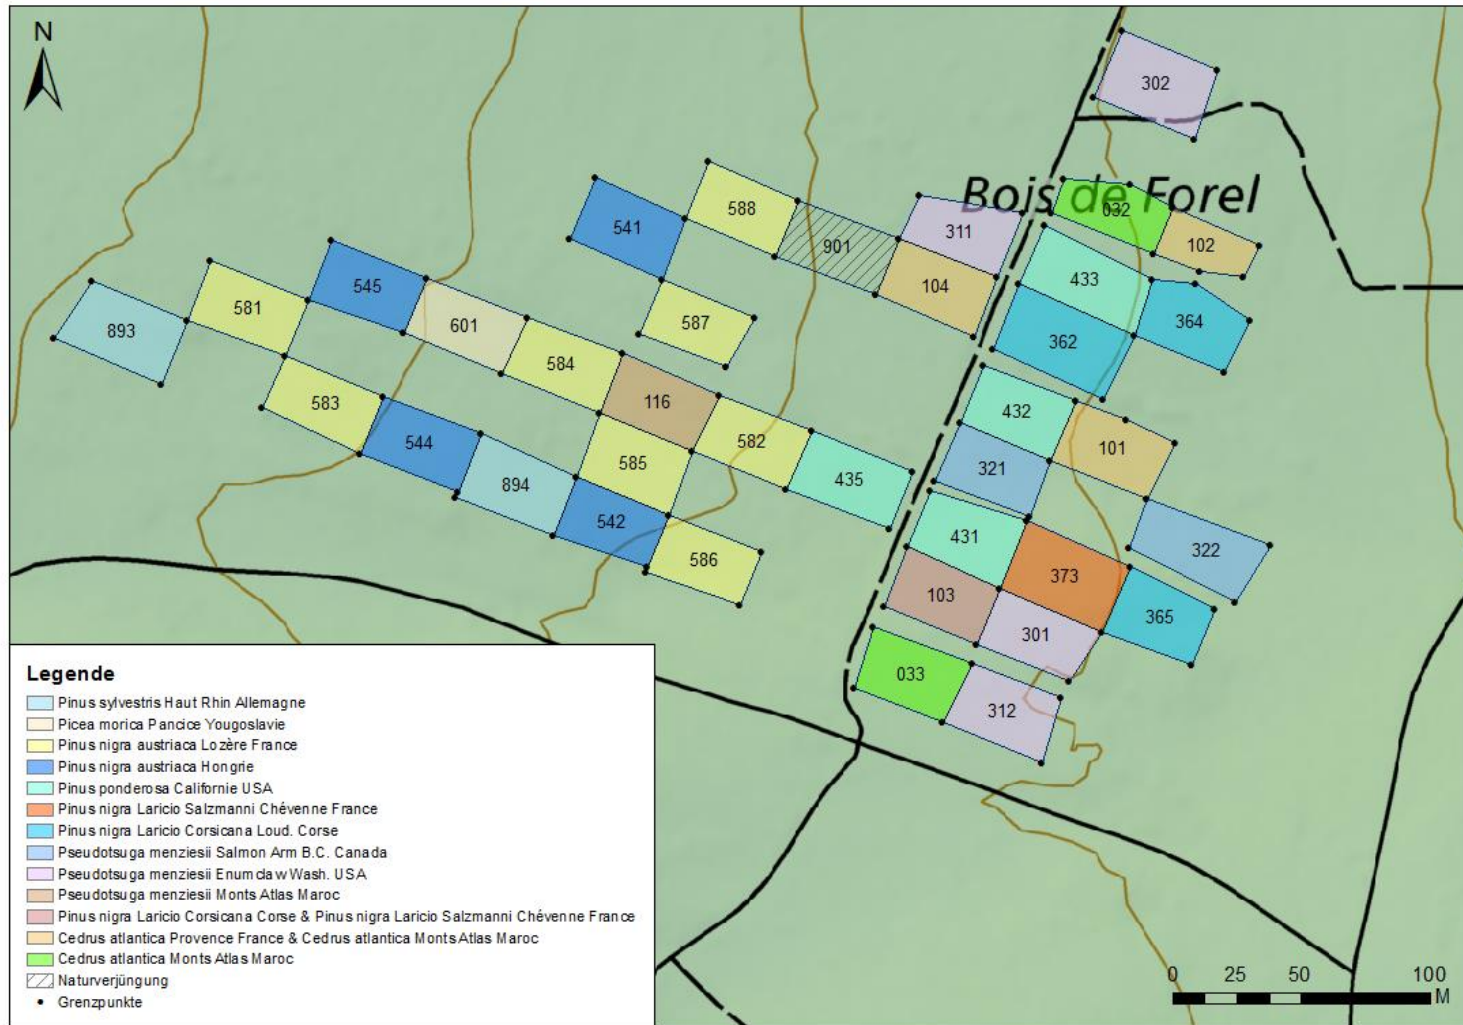 N
302
Bois de Forel
032
588
541
901
311
102
104
433
545
581
587
364
601
893
362
584
116
583
432
582
544
101
585
435
321
894
542
431
322
586
373
103
365
301
033
312
Legende
Pinus sylvestris Haut Rhin Allemagne
Picea morica Pancice Yougoslavie
Pinus nigra austriaca Lozère France
Pinus nigra austriaca Hongrie
Pinus ponderosa Californie USA
Pinus nigra Laricio Salzmanni Chévenne France
Pinus nigra Laricio Corsicana Loud. Corse
Pseudotsuga menziesii Salmon Arm B.C. Canada
Pseudotsuga menziesii Enumclaw Wash. USA
Pseudotsuga menziesii Monts Atlas Maroc
Pinus nigra Laricio Corsicana Corse & Pinus nigra Laricio Salzmanni Chévenne France
Cedrus atlantica Provence France & Cedrus atlantica Monts Atlas Maroc
Cedrus atlantica Monts Atlas Maroc
Naturverjüngung
Grenzpunkte
0 25 50 100
M